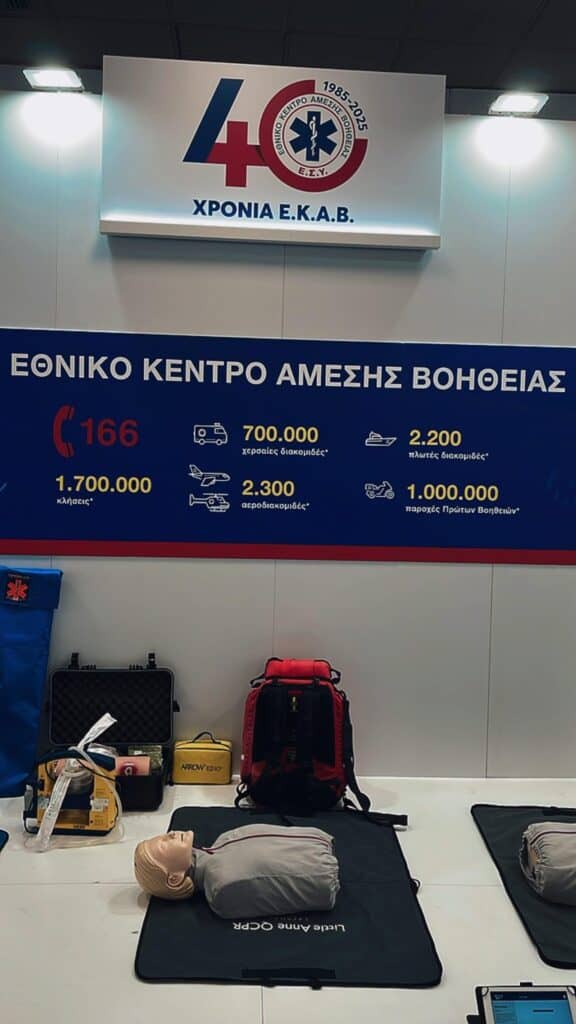 40
1985-2025
ΕΘΝΙΚΟ ΚΕΝΤΡΟ ΑΜΕΣΗΣ ΒΟΗΘΕΙΑΣ
Ε.Σ.Υ.
ΧΡΟΝΙΑ Ε.Κ.Α.Β.
ΕΘΝΙΚΟ ΚΕΝΤΡΟ ΑΜΕΣΗΣ ΒΟΗΘΕΙΑΣ
166
1.700.000
κλήσεις*
700.000
χερσαίες διακομιδές*
2.300
αεροδιακομιδές*
2.200
πλωτές διακομιδές*
1.000.000
παροχές Πρώτων Βοηθειών*
ARROW EZ-IO
Little Anne QCPR